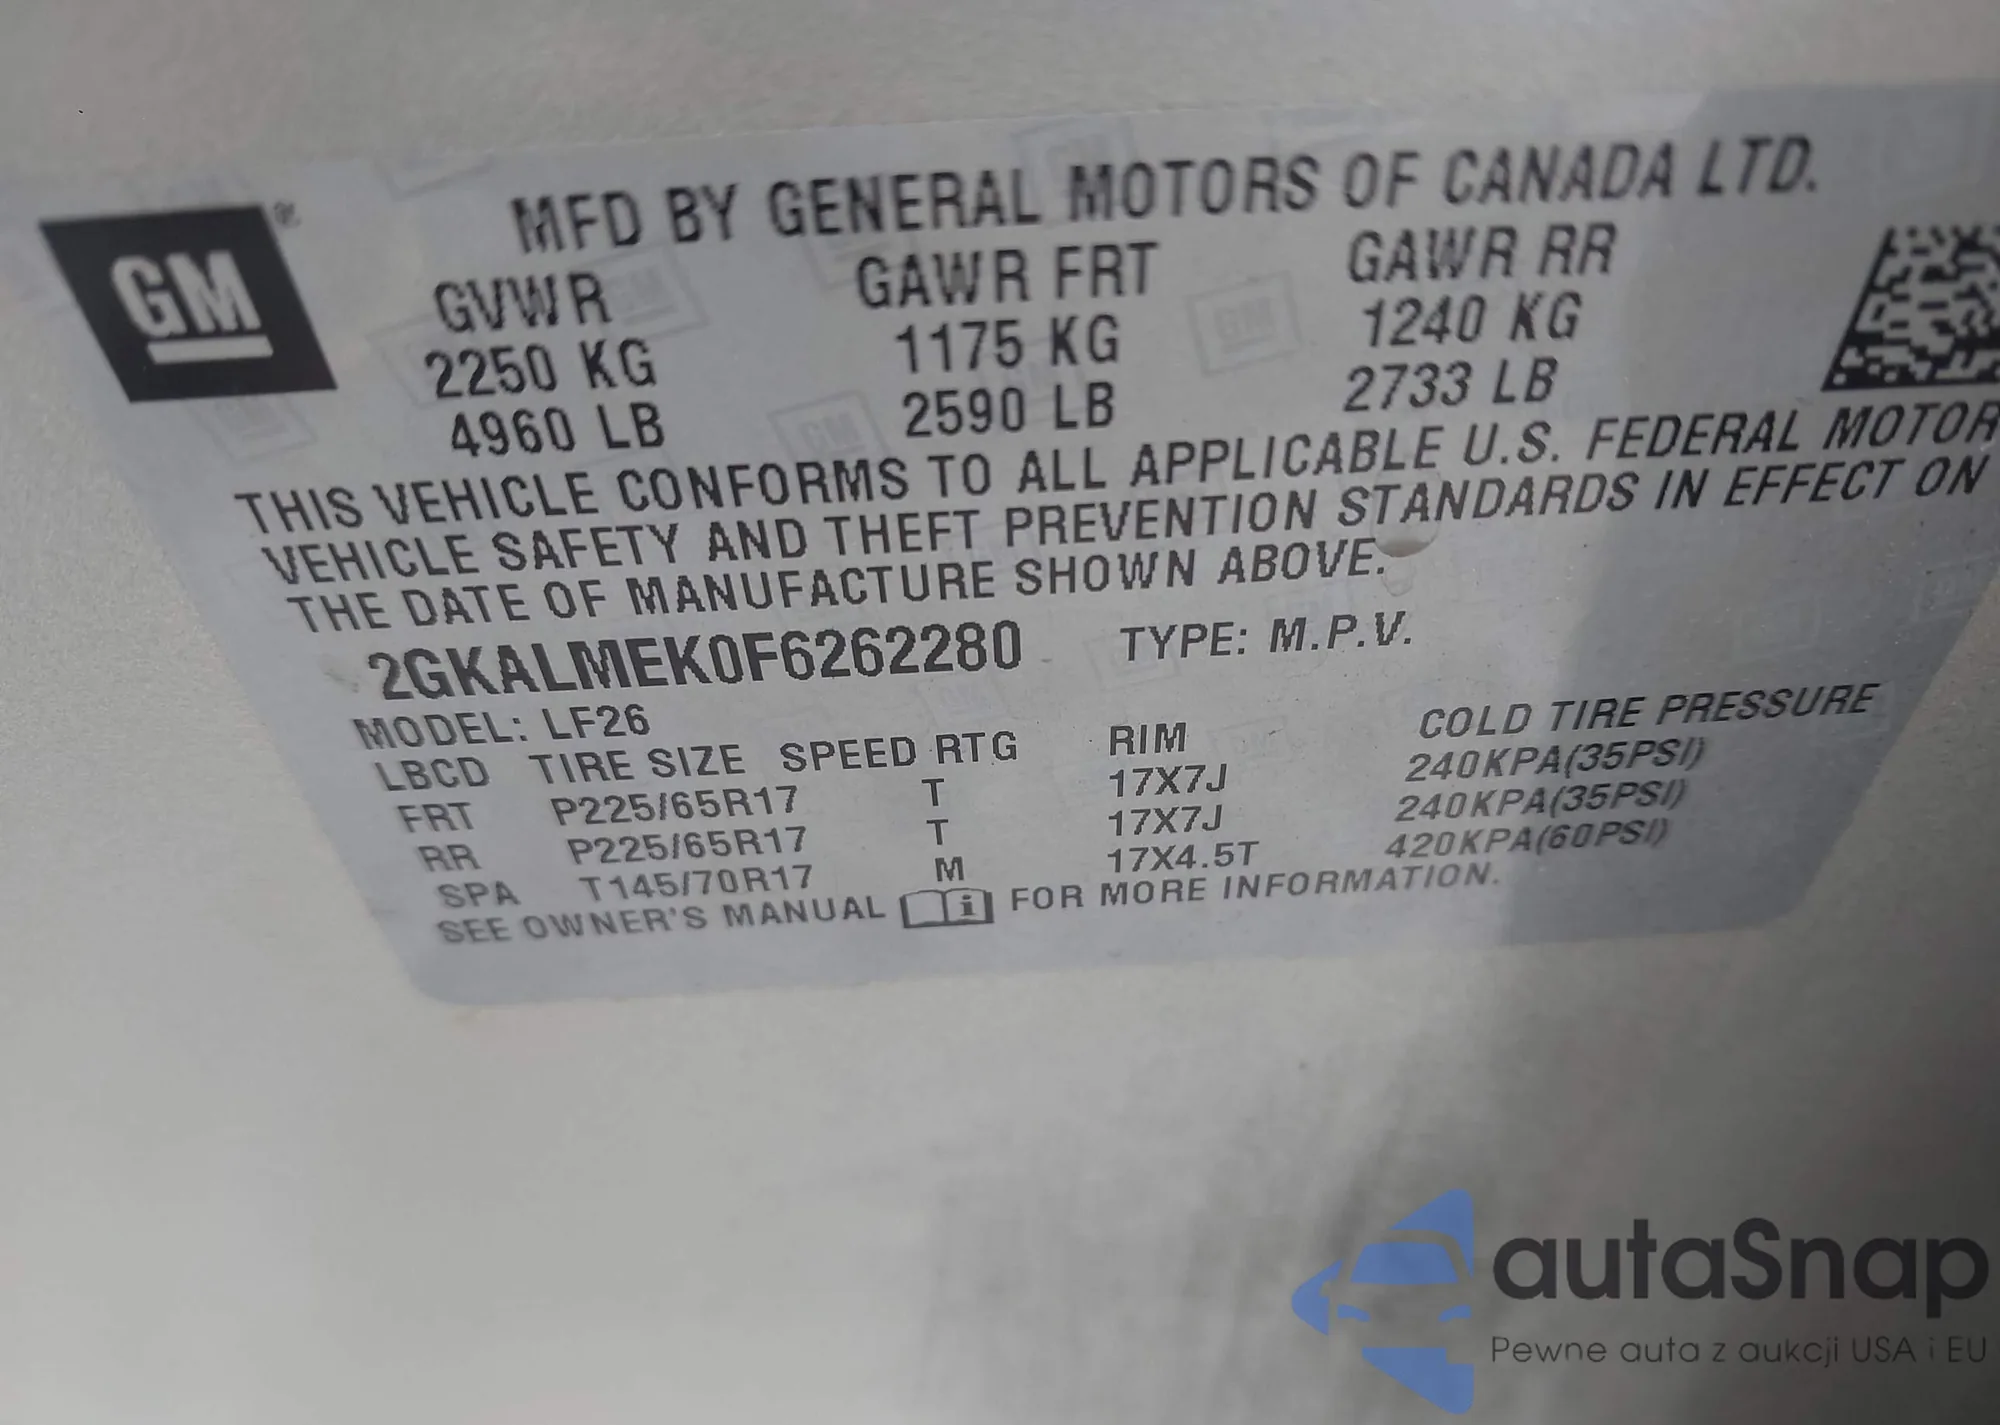 GM
MFD BY GENERAL MOTORS OF CANADA LTD.
GVWR GAWR FRT GAWR RR
2250 KG 1175 KG 1240 KG
4960 LB 2590 LB 2733 LB
THIS VEHICLE CONFORMS TO ALL APPLICABLE U.S. FEDERAL MOTOR
VEHICLE SAFETY AND THEFT PREVENTION STANDARDS IN EFFECT ON
THE DATE OF MANUFACTURE SHOWN ABOVE.
2GKALMEK0F6262280 TYPE: M.P.V.
MODEL: LF26
LBCD TIRE SIZE SPEED RTG RIM COLD TIRE PRESSURE
FRT P225/65R17 T 17X7J 240KPA(35PSI)
RR P225/65R17 T 17X7J 240KPA(35PSI)
SPA T145/70R17 M 17X4.5T 420KPA(60PSI)
SEE OWNER'S MANUAL FOR MORE INFORMATION.
autaSnap
Pewne auta z aukcji USA i EU